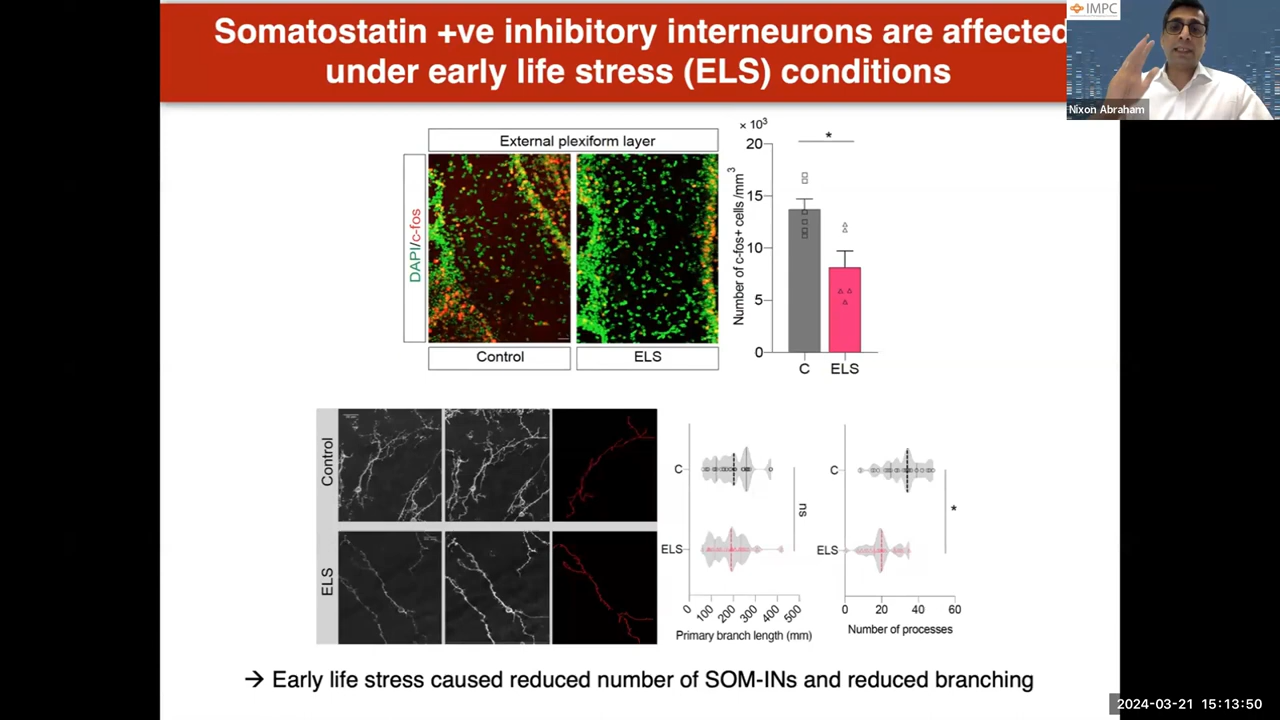 Somatostatin +ve inhibitory interneurons are affected
under early life stress (ELS) conditions
IMPC
Nixon Abraham
External plexiform layer
DAPI/c-fos
Control
ELS
× 10³
Number of c-fos+ cells /mm³
20
15
10
5
0
*
C
ELS
Control
ELS
C
ELS
ns
0
100
200
300
400
500
Primary branch length (mm)
C
ELS
*
0
20
40
60
Number of processes
→ Early life stress caused reduced number of SOM-INs and reduced branching
2024-03-21 15:13:50